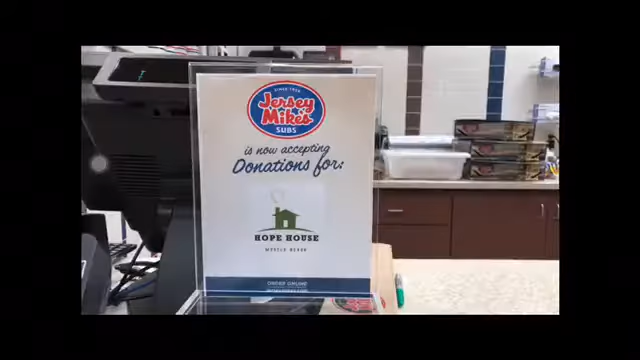 SINCE 1956
Jersey
Mike's
SUBS
is now accepting
Donations for:
HOPE HOUSE
MYRTLE BEACH
ORDER ONLINE